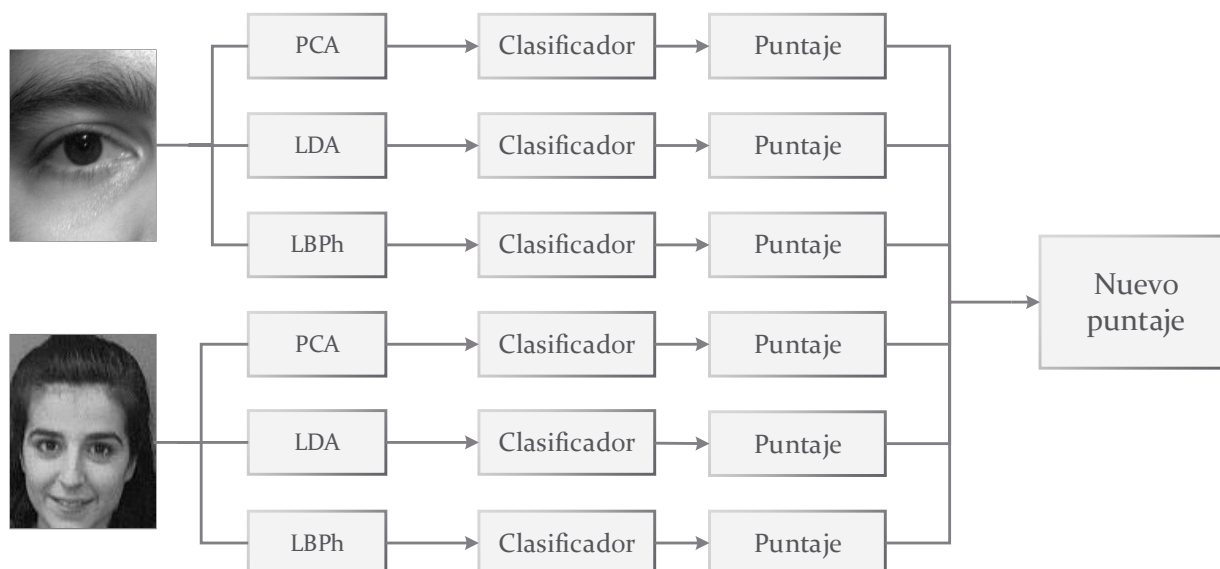 PCA Clasificador Puntaje
LDA Clasificador Puntaje
LBPh Clasificador Puntaje
Nuevo
puntaje
PCA Clasificador Puntaje
LDA Clasificador Puntaje
LBPh Clasificador Puntaje